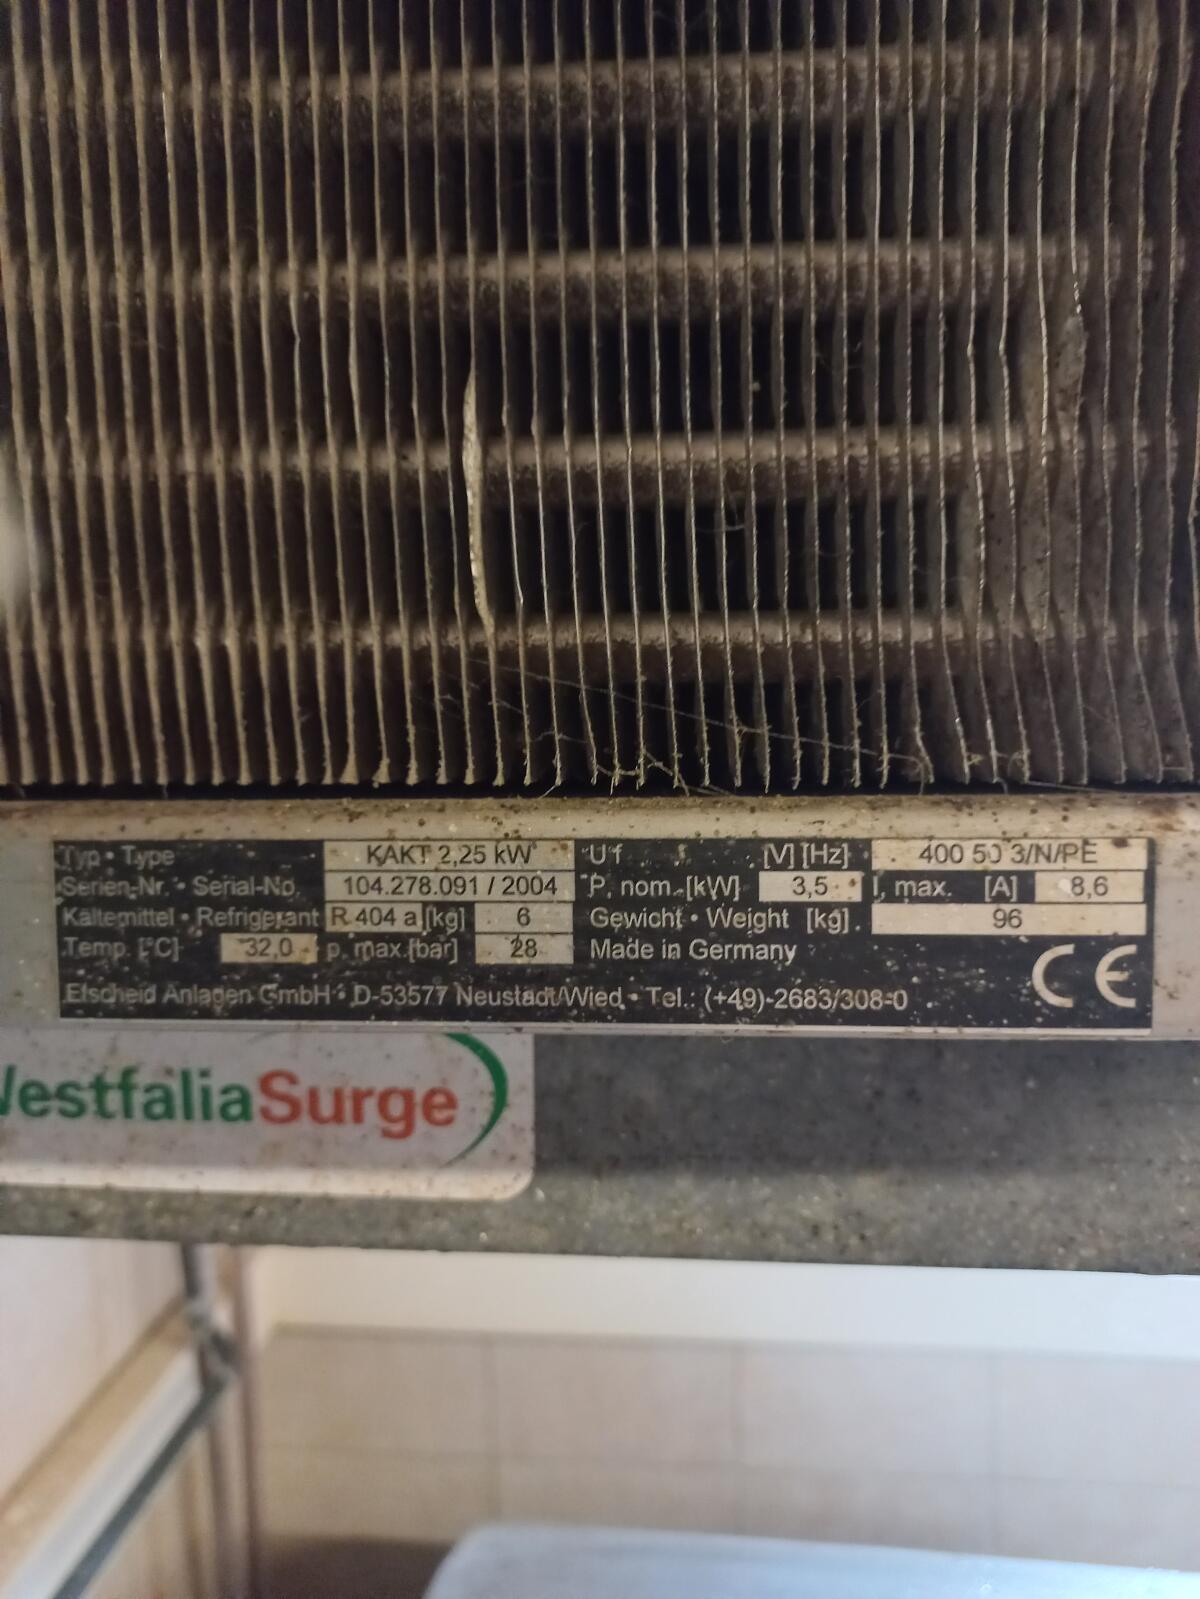 Typ • Type KAKT 2,25 kW U f [V] [Hz] 400 50 3/N/PE
Serien-Nr. • Serial-No. 104.278.091 / 2004 P, nom. [kW] 3,5 I, max. [A] 8,6
Kältemittel • Refrigerant R 404 a [kg] 6 Gewicht • Weight [kg] 96
Temp. [°C] 32,0 p, max.[bar] 28 Made in Germany CE
Elscheid Anlagen GmbH • D-53577 Neustadt/Wied • Tel.: (+49)-2683/308-0
WestfaliaSurge